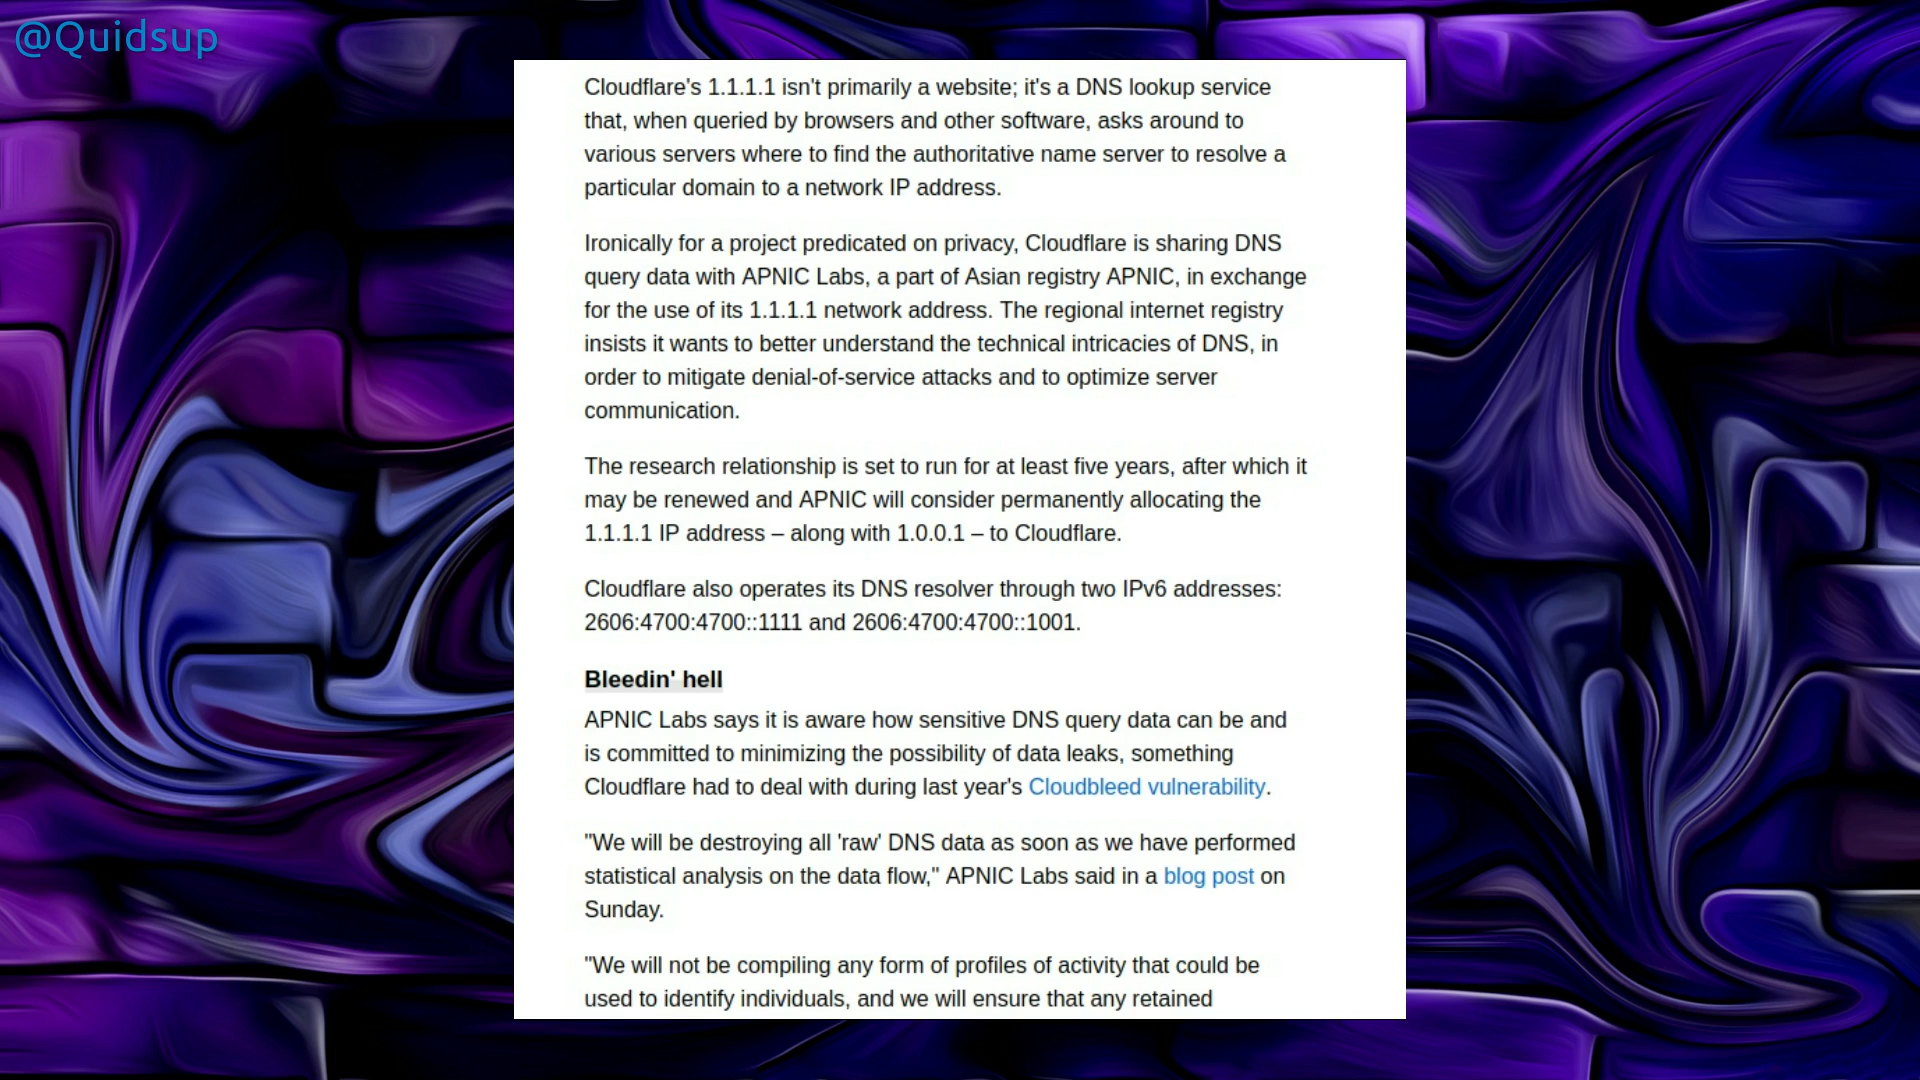 @Quidsup
Cloudflare's 1.1.1.1 isn't primarily a website; it's a DNS lookup service
that, when queried by browsers and other software, asks around to
various servers where to find the authoritative name server to resolve a
particular domain to a network IP address.
Ironically for a project predicated on privacy, Cloudflare is sharing DNS
query data with APNIC Labs, a part of Asian registry APNIC, in exchange
for the use of its 1.1.1.1 network address. The regional internet registry
insists it wants to better understand the technical intricacies of DNS, in
order to mitigate denial-of-service attacks and to optimize server
communication.
The research relationship is set to run for at least five years, after which it
may be renewed and APNIC will consider permanently allocating the
1.1.1.1 IP address – along with 1.0.0.1 – to Cloudflare.
Cloudflare also operates its DNS resolver through two IPv6 addresses:
2606:4700:4700::1111 and 2606:4700:4700::1001.
Bleedin' hell
APNIC Labs says it is aware how sensitive DNS query data can be and
is committed to minimizing the possibility of data leaks, something
Cloudflare had to deal with during last year's Cloudbleed vulnerability.
"We will be destroying all 'raw' DNS data as soon as we have performed
statistical analysis on the data flow," APNIC Labs said in a blog post on
Sunday.
"We will not be compiling any form of profiles of activity that could be
used to identify individuals, and we will ensure that any retained